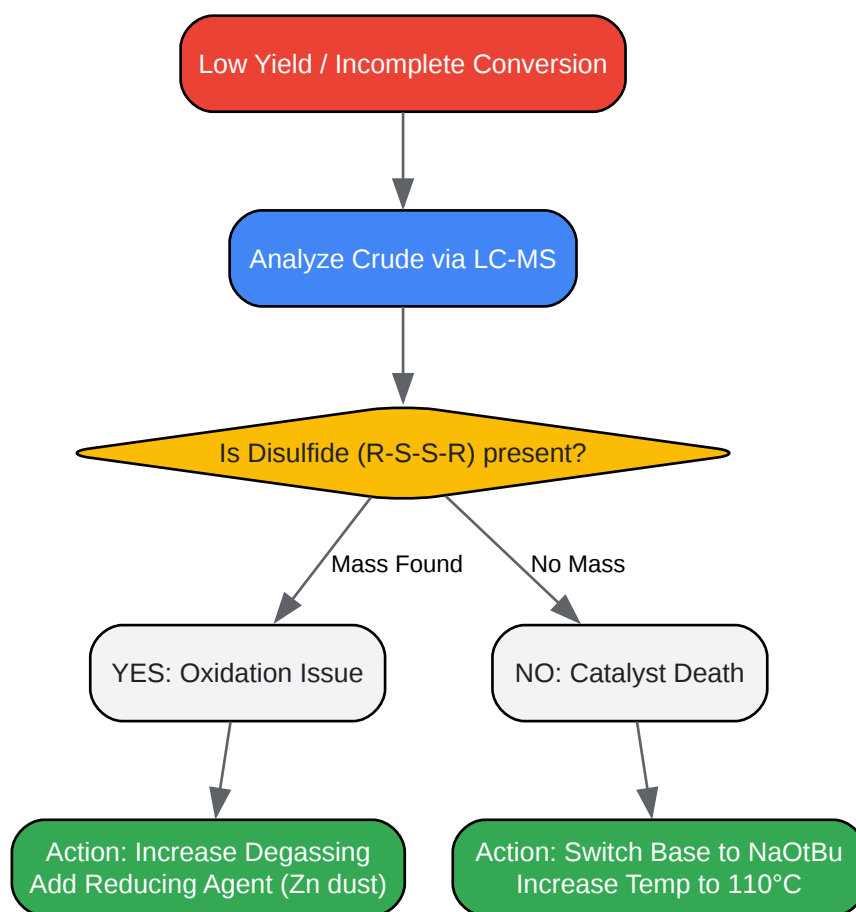 Low Yield / Incomplete Conversion
Analyze Crude via LC-MS
Is Disulfide (R-S-S-R) present?
Mass Found
No Mass
YES: Oxidation Issue
NO: Catalyst Death
Action: Increase Degassing
Add Reducing Agent (Zn dust)
Action: Switch Base to NaOtBu
Increase Temp to 110°C